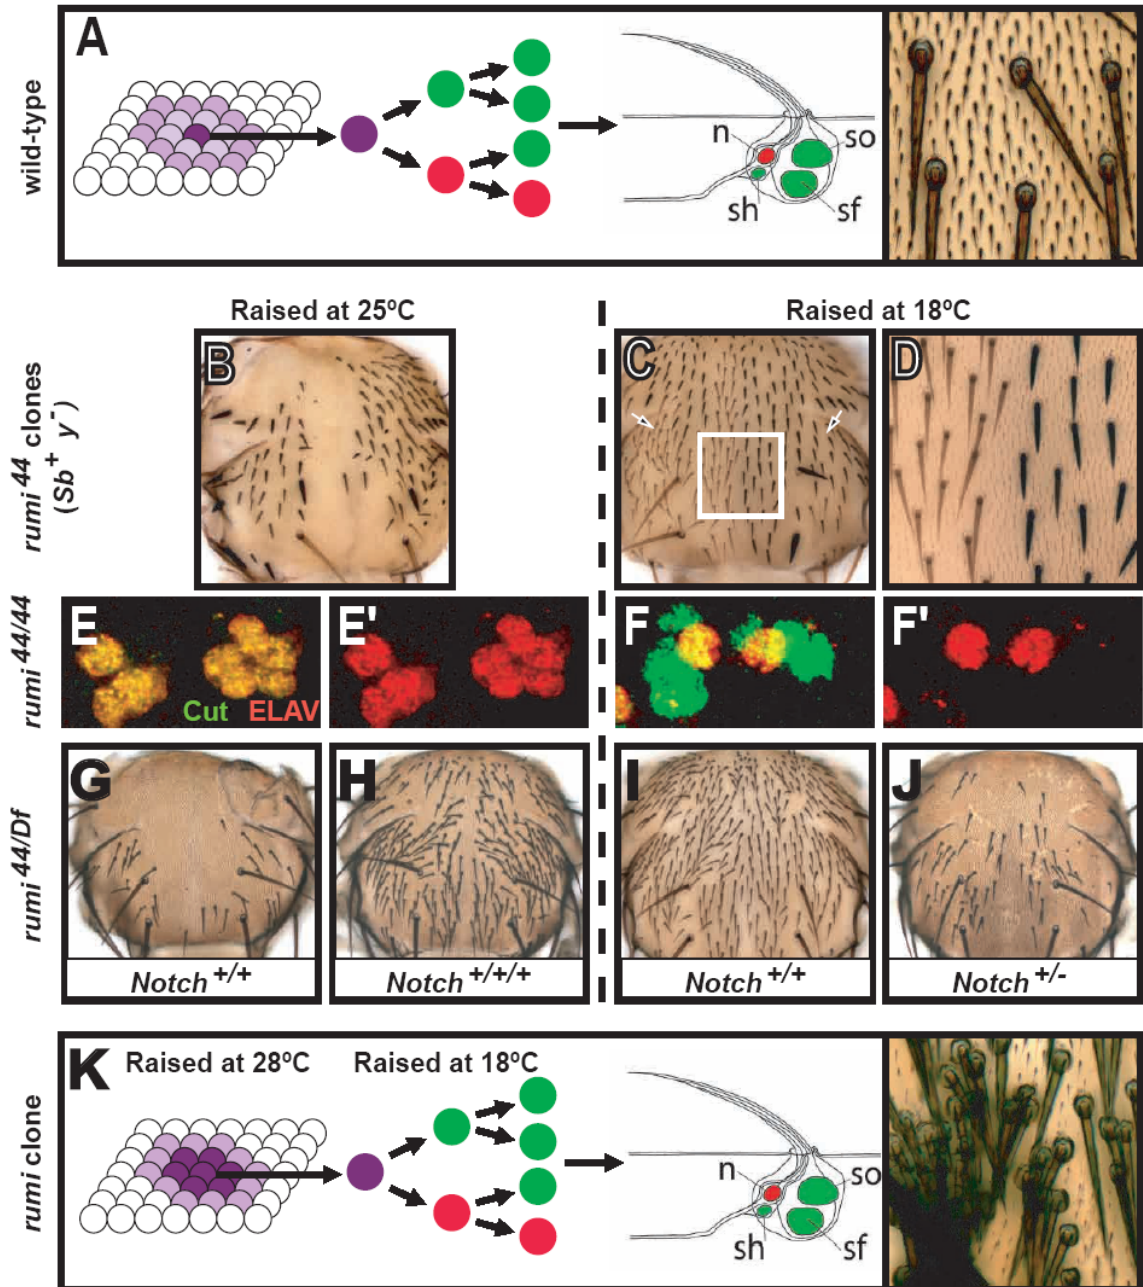 A
wild-type
n
so
sh
sf
Raised at 25ºC
Raised at 18ºC
rumi 44 clones
(Sb+ y-)
B
C
D
rumi 44/44
E
Cut ELAV
E'
F
F'
rumi 44/Df
G
Notch +/+
H
Notch +/+/+
I
Notch +/+
J
Notch +/-
K
Raised at 28ºC
Raised at 18ºC
rumi clone
n
so
sh
sf